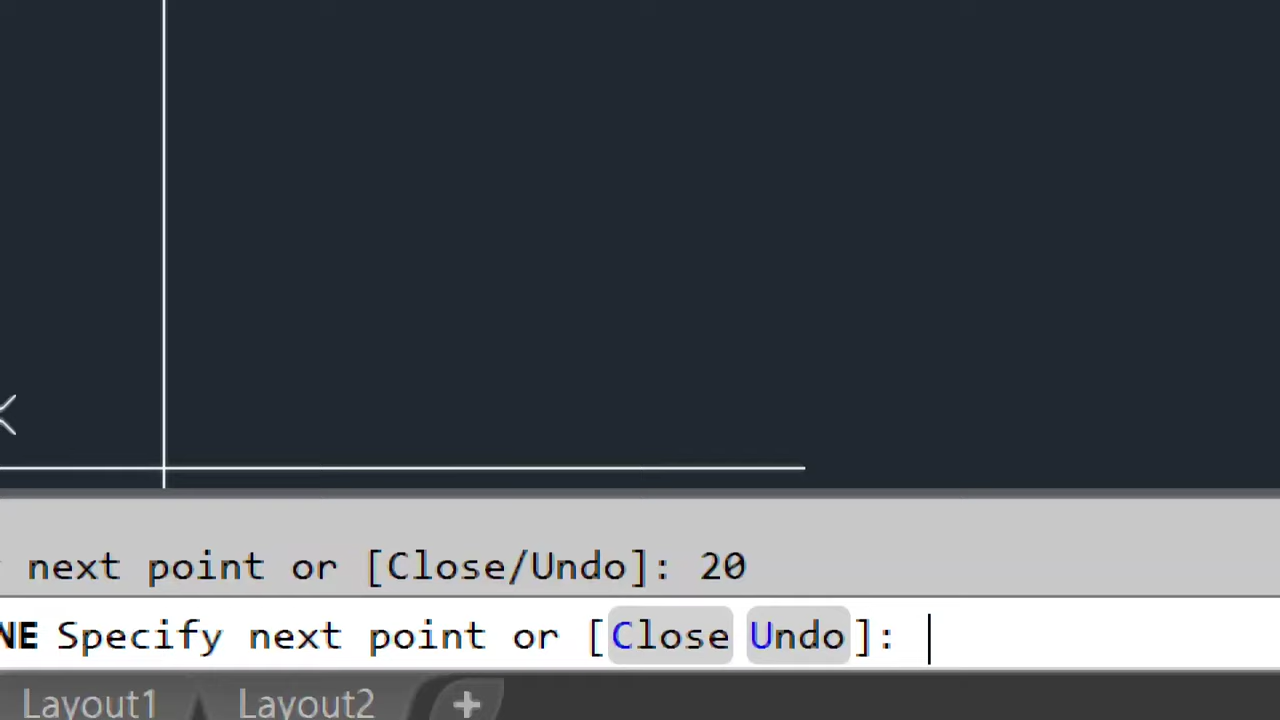 next point or [Close/Undo]: 20
NE Specify next point or [Close Undo]:
Layout1 Layout2 +